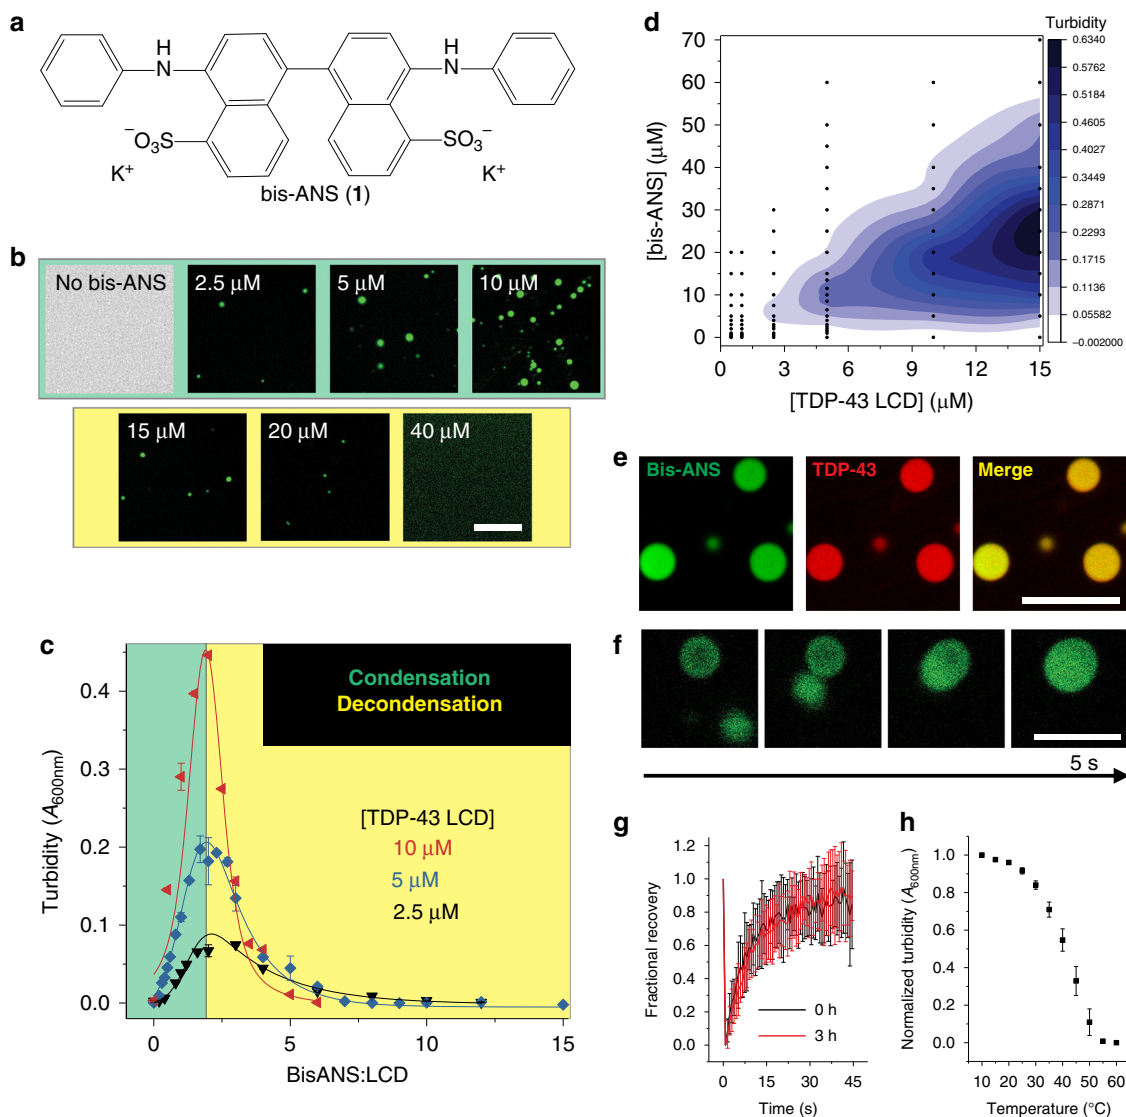 a
H
N
H
N
−O3S
SO3−
K+
K+
bis-ANS (1)
b
No bis-ANS
2.5 μM
5 μM
10 μM
15 μM
20 μM
40 μM
c
Condensation
Decondensation
[TDP-43 LCD]
10 μM
5 μM
2.5 μM
Turbidity (A600nm)
0.4
0.3
0.2
0.1
0.0
0
5
10
15
BisANS:LCD
d
Turbidity
70
60
50
40
30
20
10
0
[bis-ANS] (μM)
0
3
6
9
12
15
[TDP-43 LCD] (μM)
0.6340
0.5762
0.5184
0.4605
0.4027
0.3449
0.2871
0.2293
0.1715
0.1136
0.05582
−0.002000
e
Bis-ANS
TDP-43
Merge
f
5 s
g
Fractional recovery
1.2
1.0
0.8
0.6
0.4
0.2
0.0
0 h
3 h
0
15
30
45
Time (s)
h
Normalized turbidity (A600nm)
1.0
0.8
0.6
0.4
0.2
0.0
10
20
30
40
50
60
Temperature (°C)